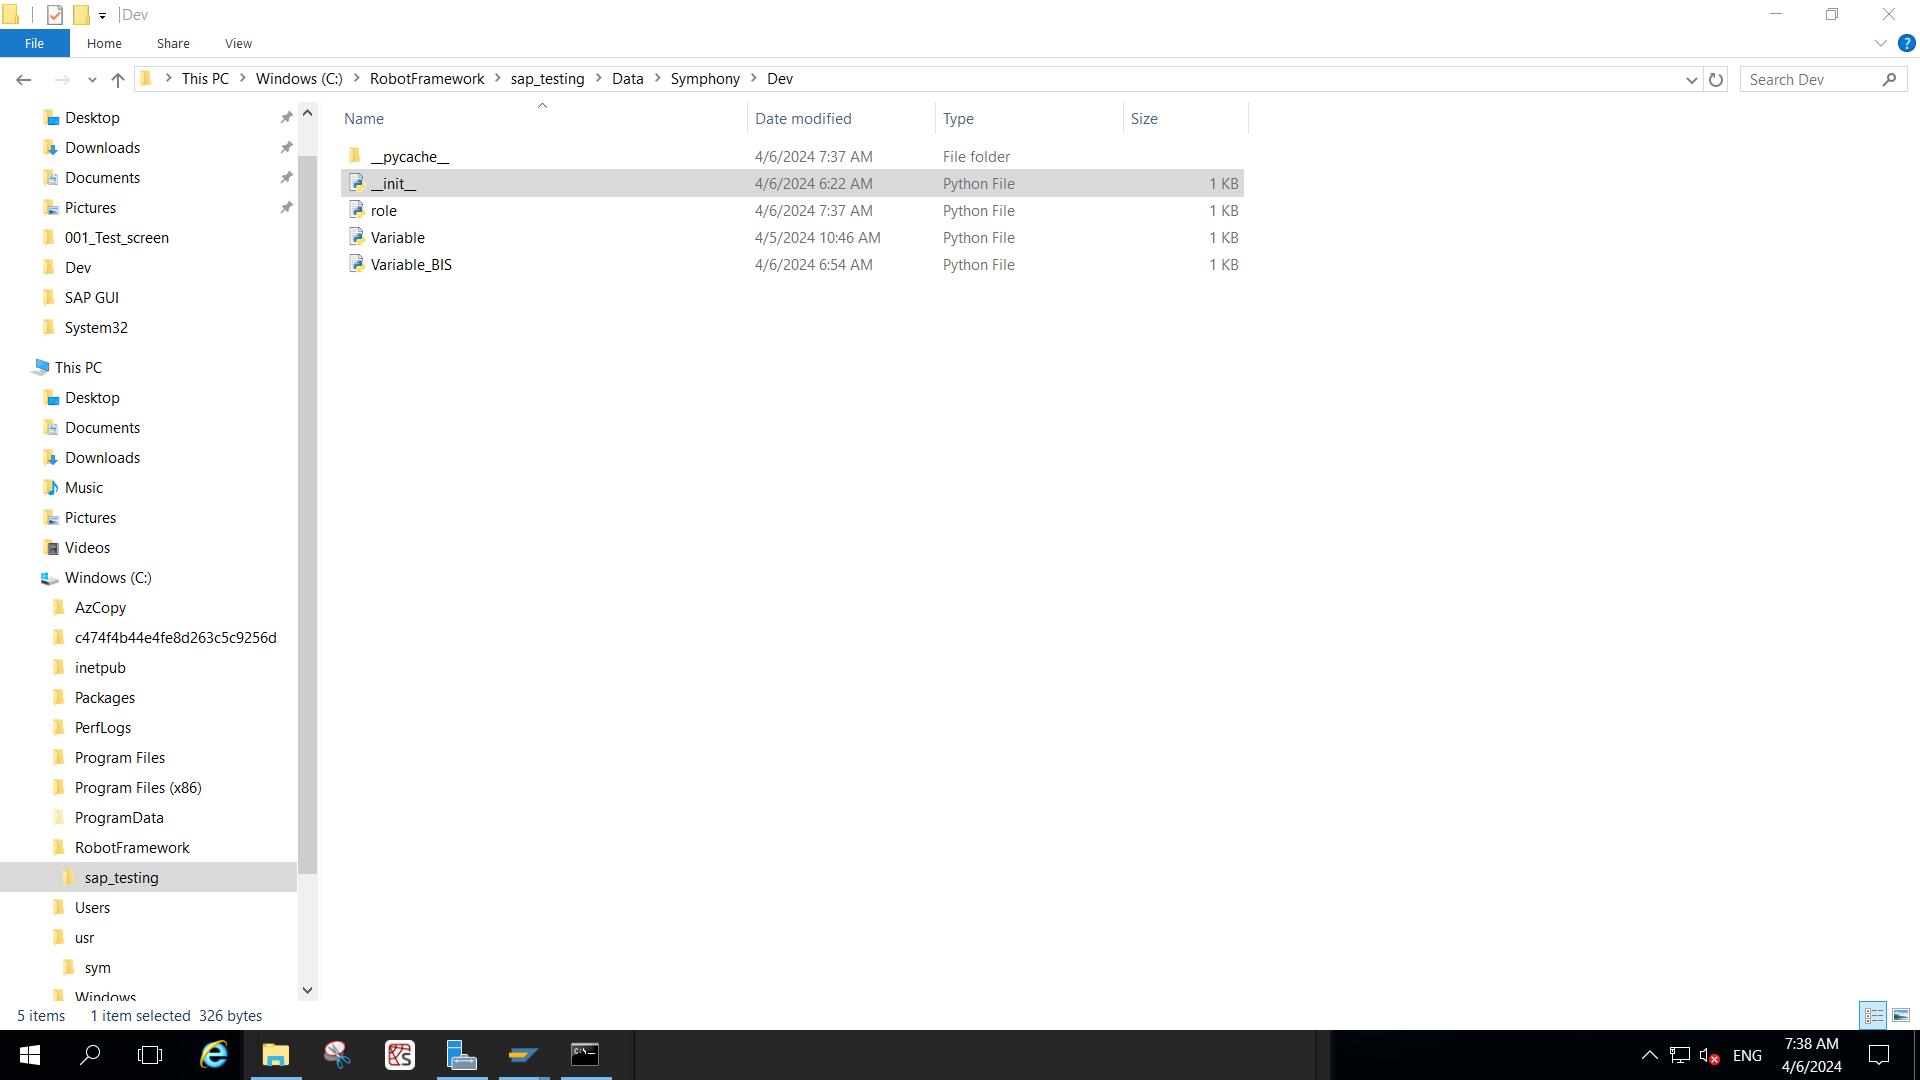 Dev
File Home Share View
This PC Windows (C:) RobotFramework sap_testing Data Symphony Dev
Search Dev
Desktop
Downloads
Documents
Pictures
001_Test_screen
Dev
SAP GUI
System32
This PC
Desktop
Documents
Downloads
Music
Pictures
Videos
Windows (C:)
AzCopy
c474f4b44e4fe8d263c5c9256d
inetpub
Packages
PerfLogs
Program Files
Program Files (x86)
ProgramData
RobotFramework
sap_testing
Users
usr
sym
Windows
Name Date modified Type Size
__pycache__ 4/6/2024 7:37 AM File folder
__init__ 4/6/2024 6:22 AM Python File 1 KB
role 4/6/2024 7:37 AM Python File 1 KB
Variable 4/5/2024 10:46 AM Python File 1 KB
Variable_BIS 4/6/2024 6:54 AM Python File 1 KB
5 items 1 item selected 326 bytes
ENG
7:38 AM
4/6/2024